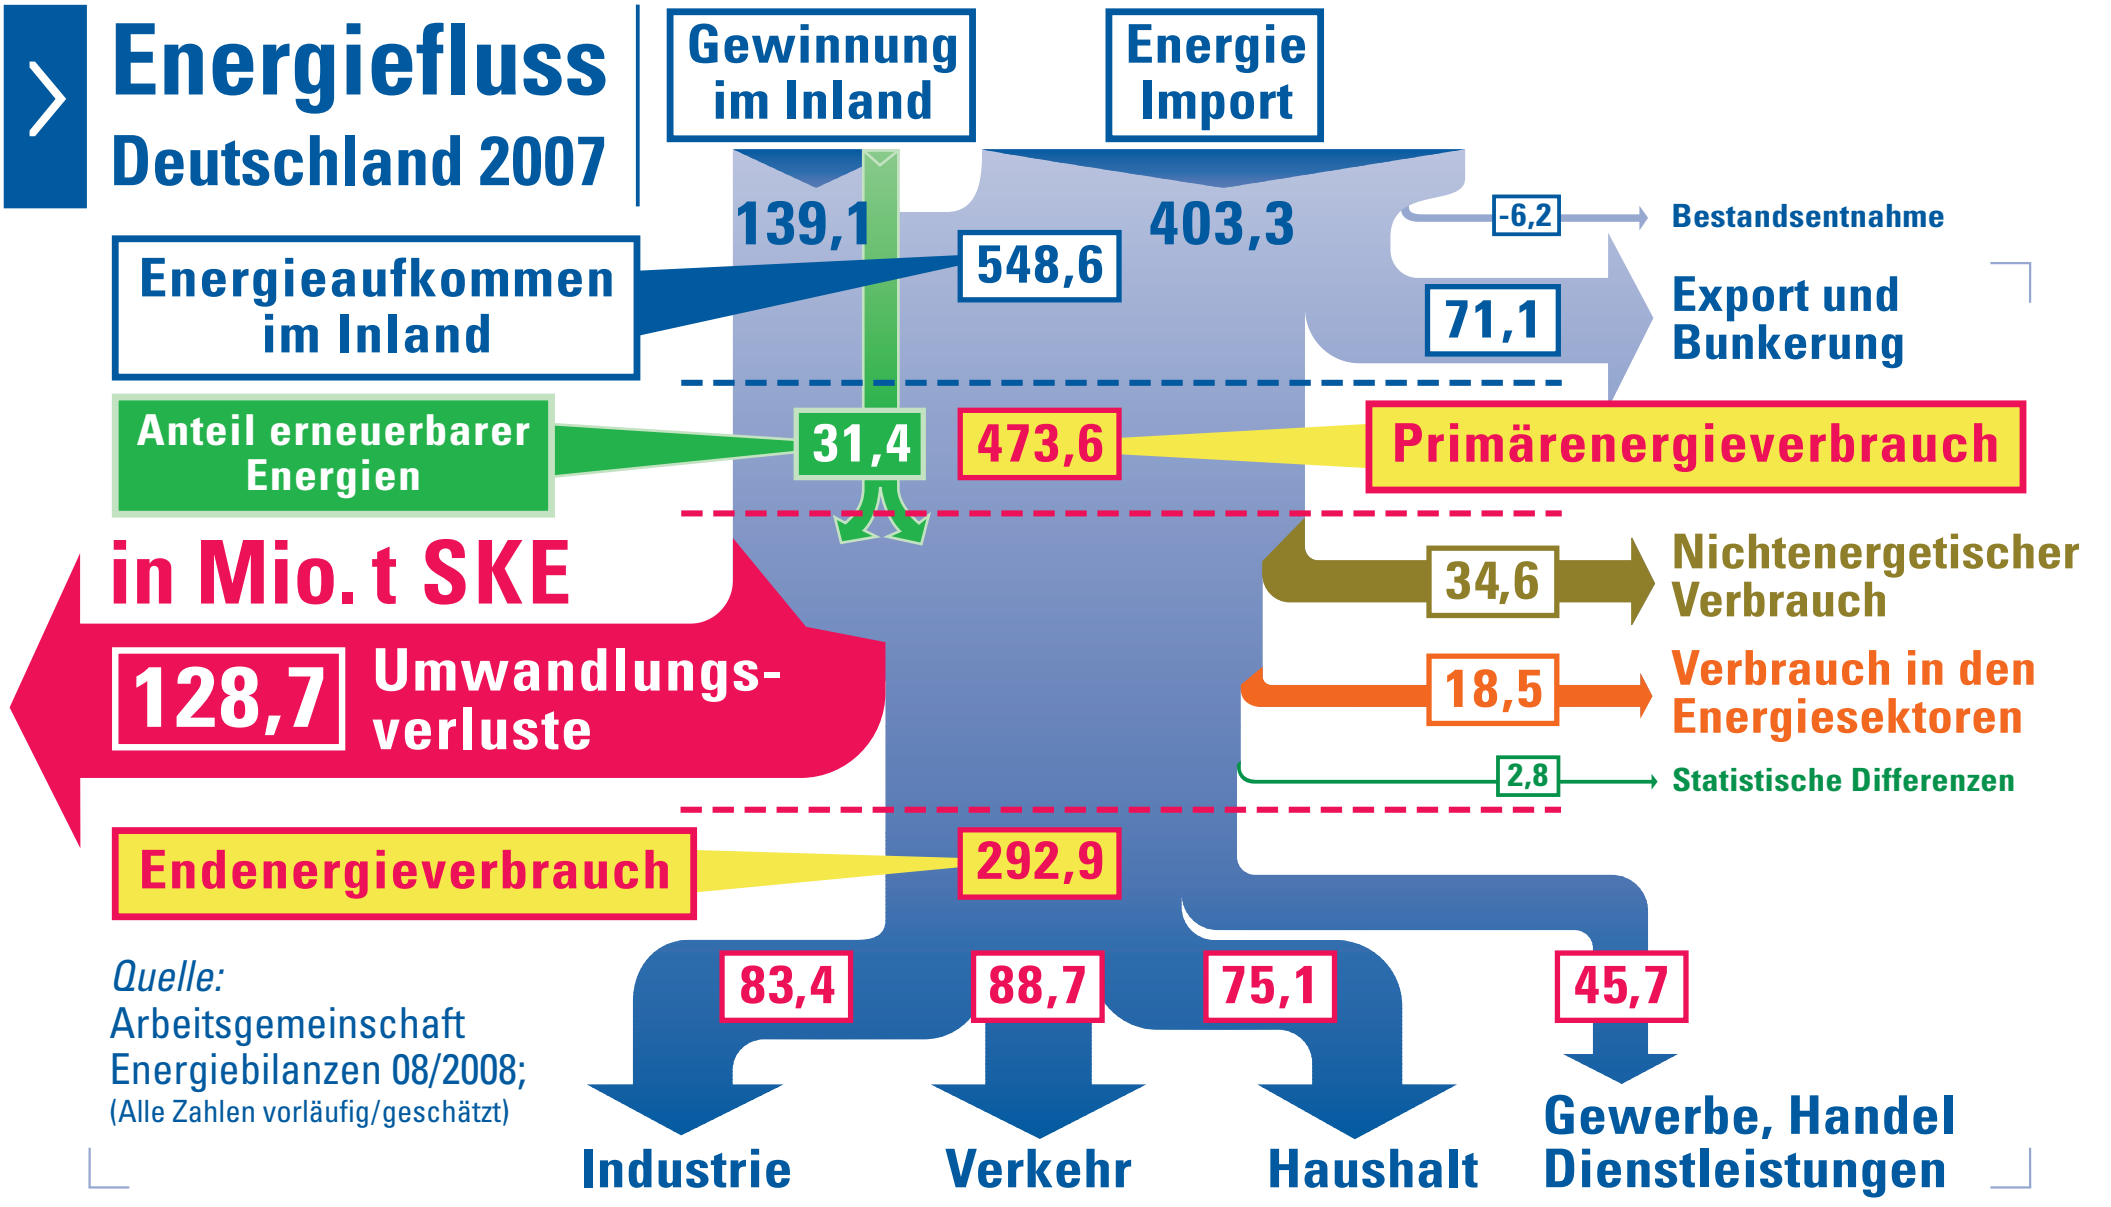 Energiefluss
Deutschland 2007
Gewinnung
im Inland
Energie
Import
139,1
403,3
-6,2
Bestandsentnahme
Energieaufkommen
im Inland
548,6
71,1
Export und
Bunkerung
Anteil erneuerbarer
Energien
31,4
473,6
Primärenergieverbrauch
in Mio. t SKE
34,6
Nichtenergetischer
Verbrauch
128,7
Umwandlungs-
verluste
18,5
Verbrauch in den
Energiesektoren
2,8
Statistische Differenzen
Endenergieverbrauch
292,9
83,4
88,7
75,1
45,7
Quelle:
Arbeitsgemeinschaft
Energiebilanzen 08/2008;
(Alle Zahlen vorläufig/geschätzt)
Industrie
Verkehr
Haushalt
Gewerbe, Handel
Dienstleistungen